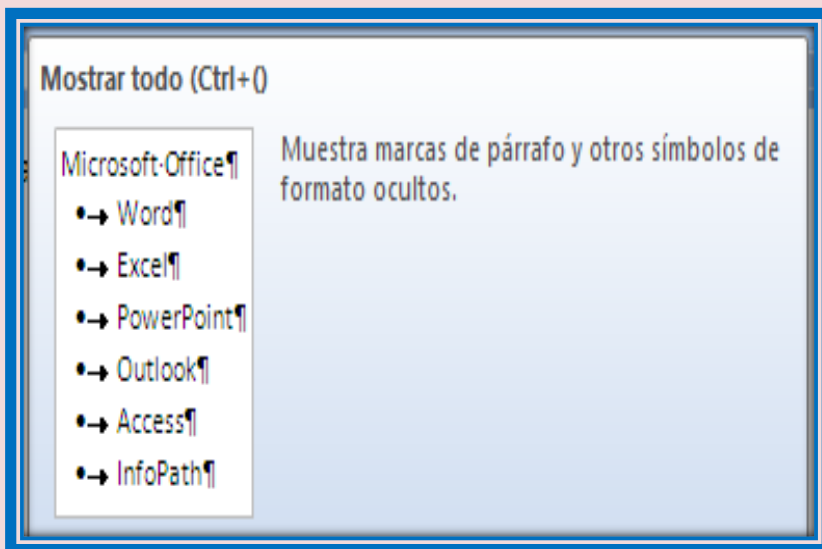 Mostrar todo (Ctrl+()
Microsoft·Office¶
•→ Word¶
•→ Excel¶
•→ PowerPoint¶
•→ Outlook¶
•→ Access¶
•→ InfoPath¶
Muestra marcas de párrafo y otros símbolos de
formato ocultos.